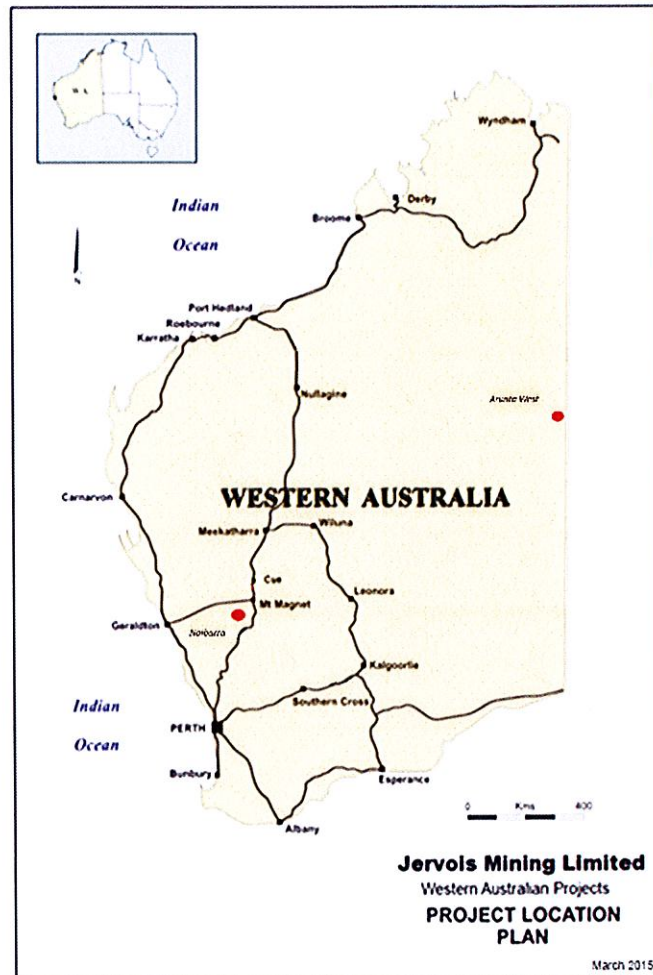 W.A.
Wyndham
Derby
Indian
Ocean
Broome
Port Hedland
Roebourne
Karratha
Nullagine
Arunta West
Carnarvon
WESTERN AUSTRALIA
Meekatharra
Wiluna
Cue
Mt Magnet
Leonora
Geraldton
Kalgoorlie
Southern Cross
Indian
Ocean
PERTH
Bunbury
Esperance
Albany
0 Kms 400
Jervois Mining Limited
Western Australian Projects
PROJECT LOCATION
PLAN
March 2015